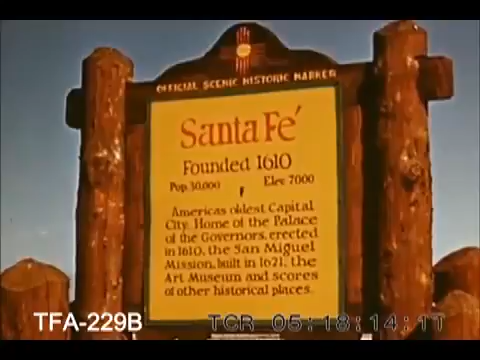 OFFICIAL SCENIC HISTORIC MARKER
Santa Fe´
Founded 1610
Pop. 30,000 Elev 7000
Americas oldest Capital
City. Home of the Palace
of the Governors, erected
in 1610, the San Miguel
Mission, built in 1621, the
Art Museum and scores
of other historical places.
TFA-229B TCR 05:18:14:11